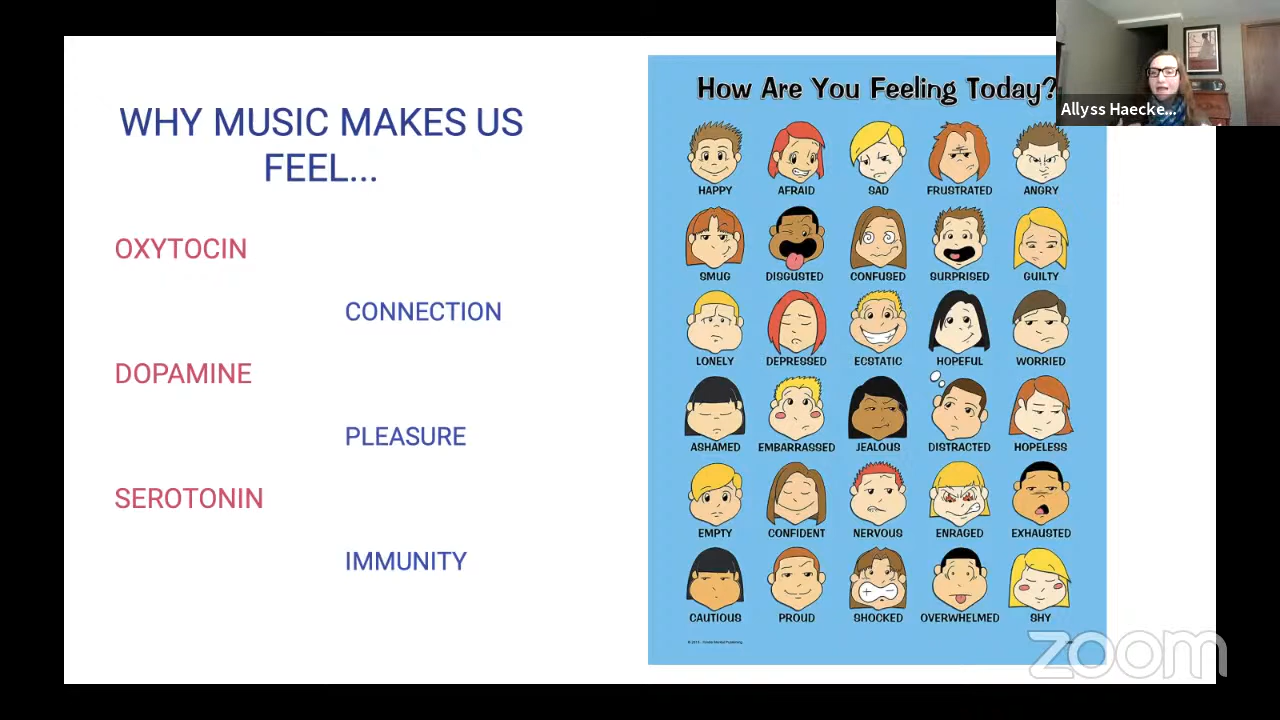 WHY MUSIC MAKES US
FEEL...
OXYTOCIN
CONNECTION
DOPAMINE
PLEASURE
SEROTONIN
IMMUNITY
How Are You Feeling Today?
HAPPY AFRAID SAD FRUSTRATED ANGRY
SMUG DISGUSTED CONFUSED SURPRISED GUILTY
LONELY DEPRESSED ECSTATIC HOPEFUL WORRIED
ASHAMED EMBARRASSED JEALOUS DISTRACTED HOPELESS
EMPTY CONFIDENT NERVOUS ENRAGED EXHAUSTED
CAUTIOUS PROUD SHOCKED OVERWHELMED SHY
Allyss Haecke...
zoom